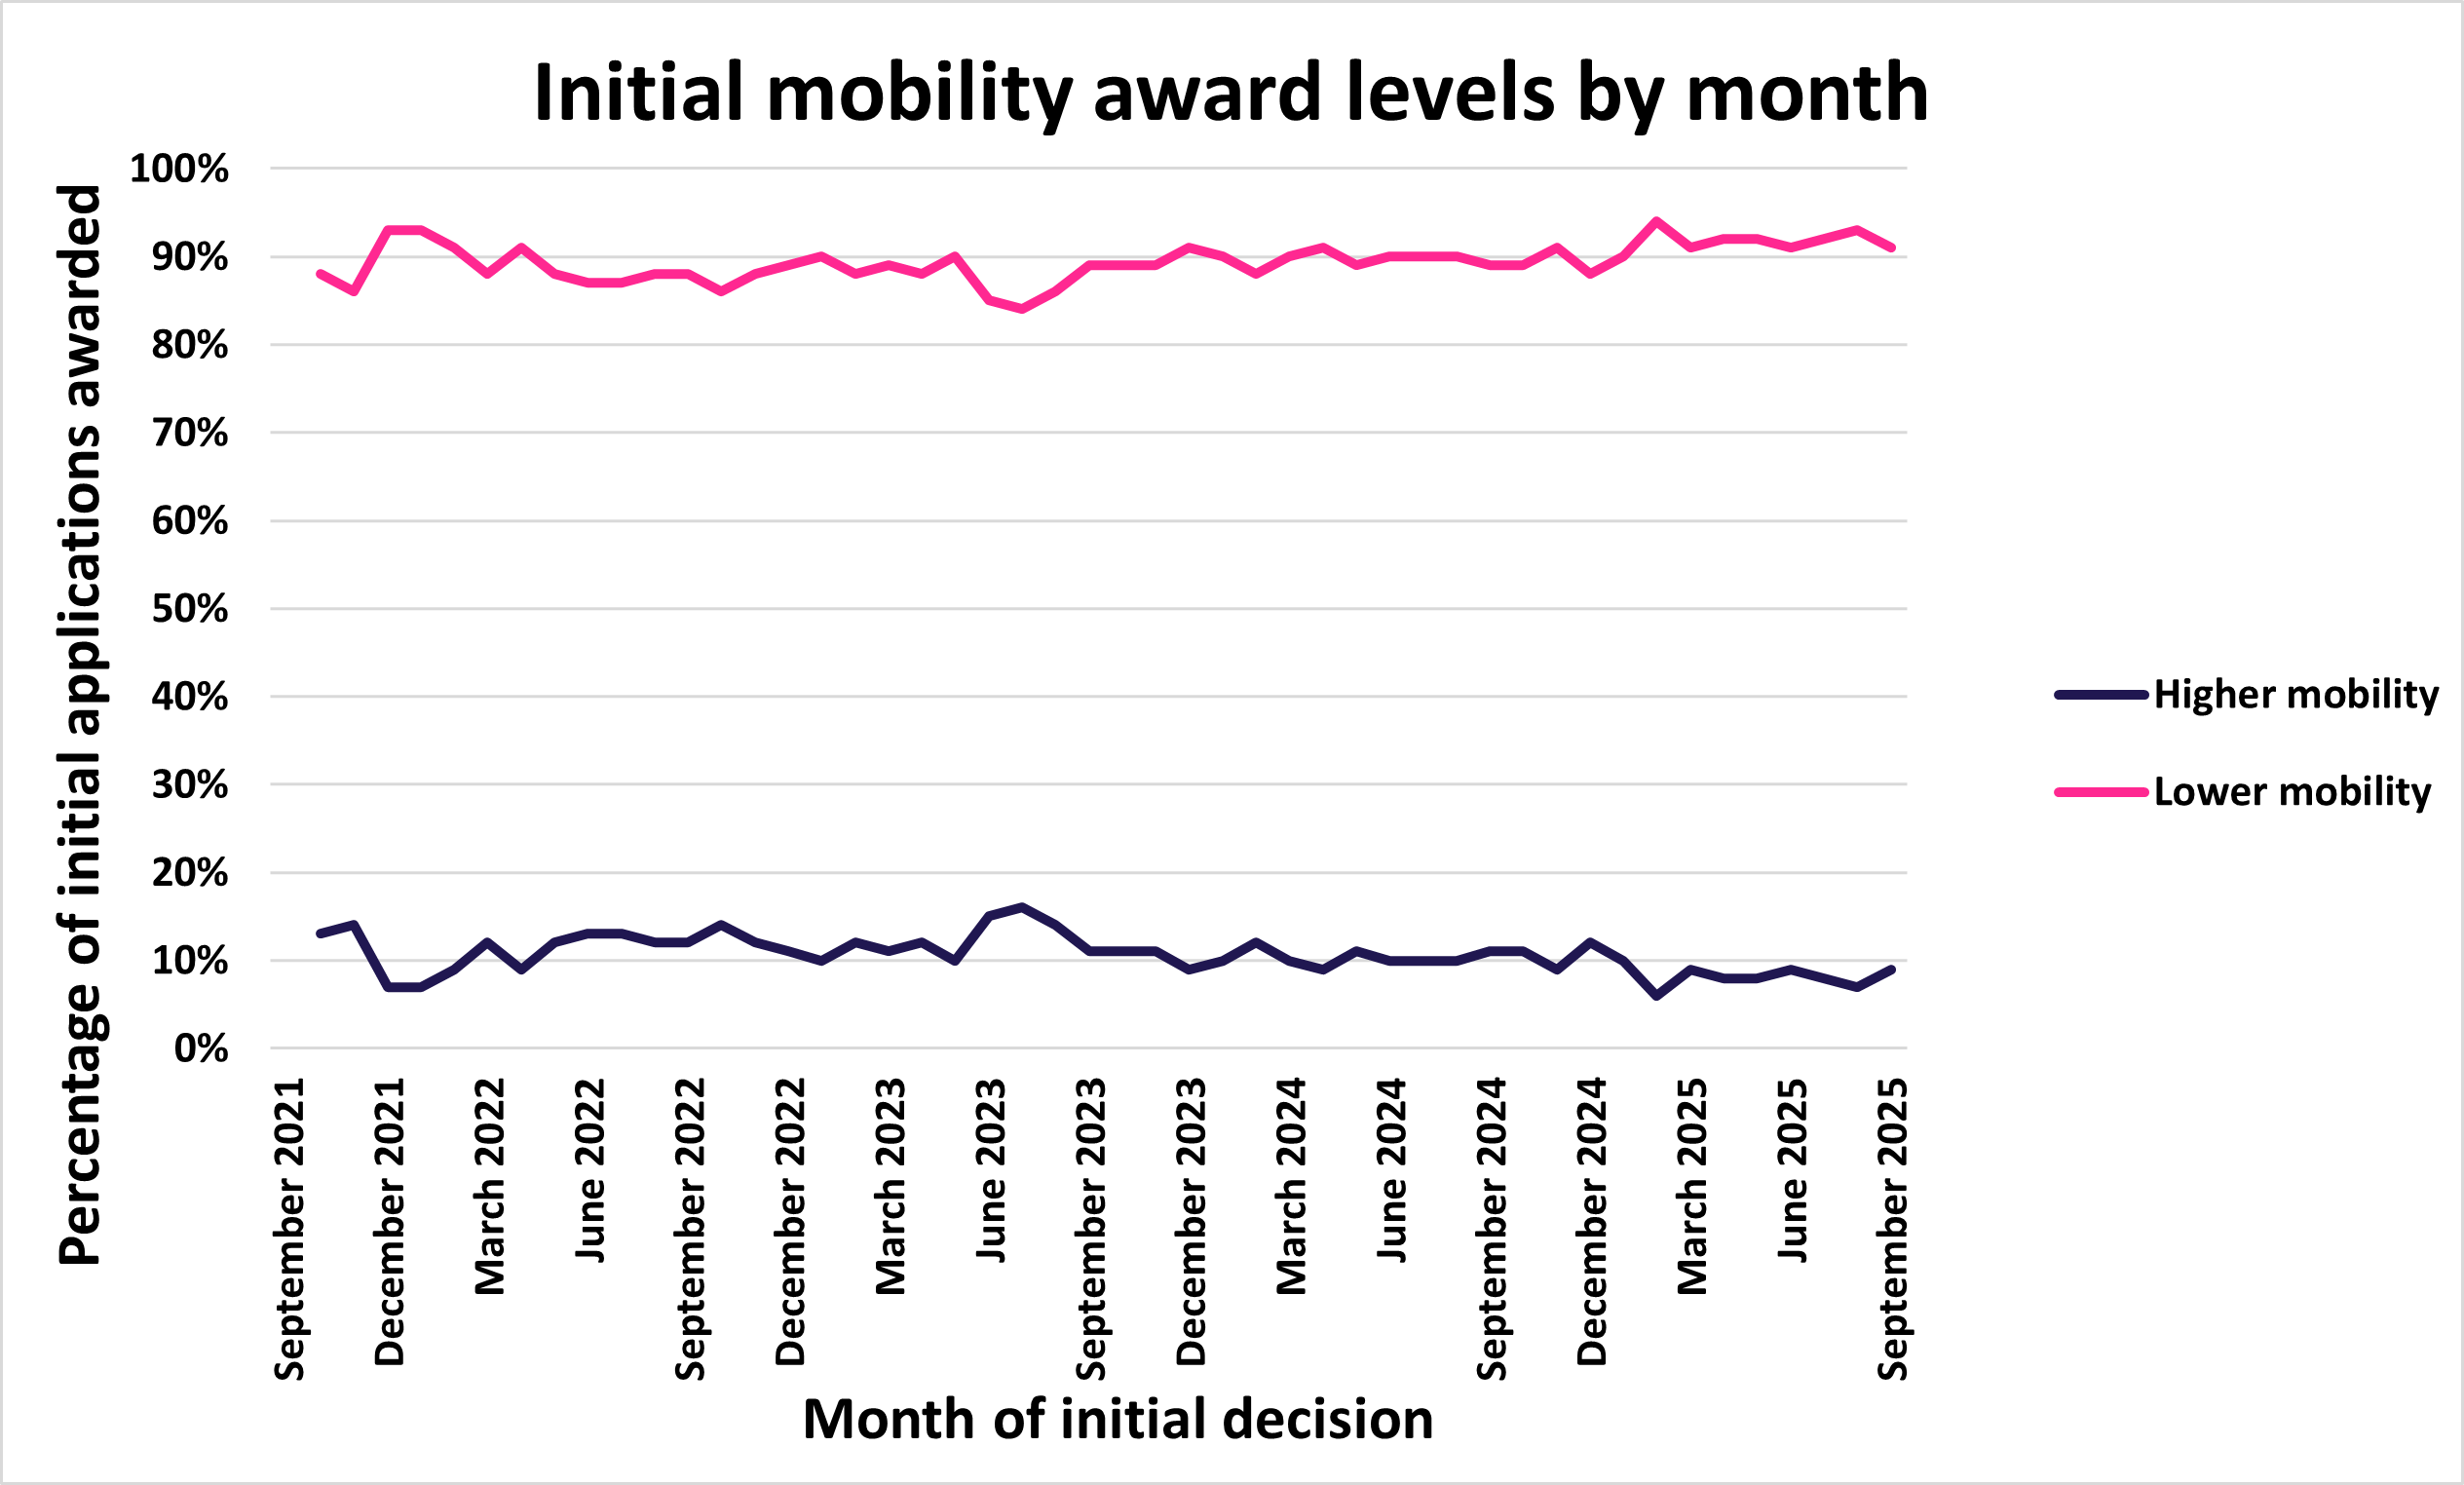 Initial mobility award levels by month
Percentage of initial applications awarded
100%
90%
80%
70%
60%
50%
40%
30%
20%
10%
0%
September 2021
December 2021
March 2022
June 2022
September 2022
December 2022
March 2023
June 2023
September 2023
December 2023
March 2024
June 2024
September 2024
December 2024
March 2025
June 2025
September 2025
Month of initial decision
Higher mobility
Lower mobility